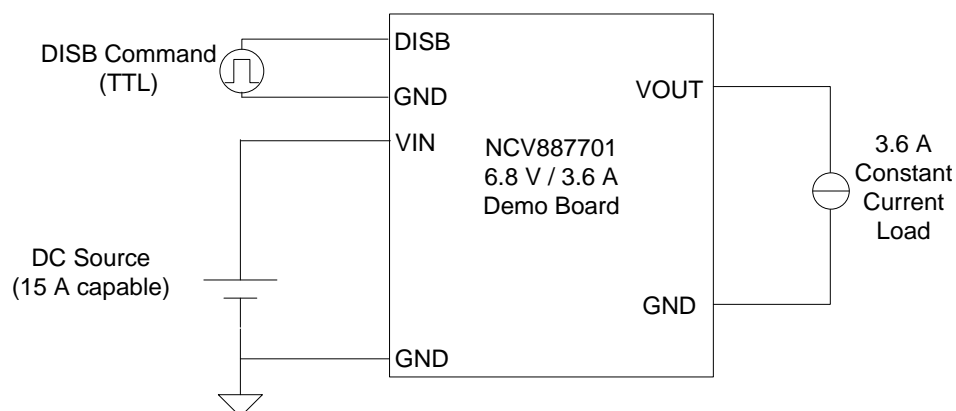 DISB Command
(TTL)
DISB
GND
VIN
VOUT
NCV887701
6.8 V / 3.6 A
Demo Board
3.6 A
Constant
Current
Load
DC Source
(15 A capable)
GND
GND